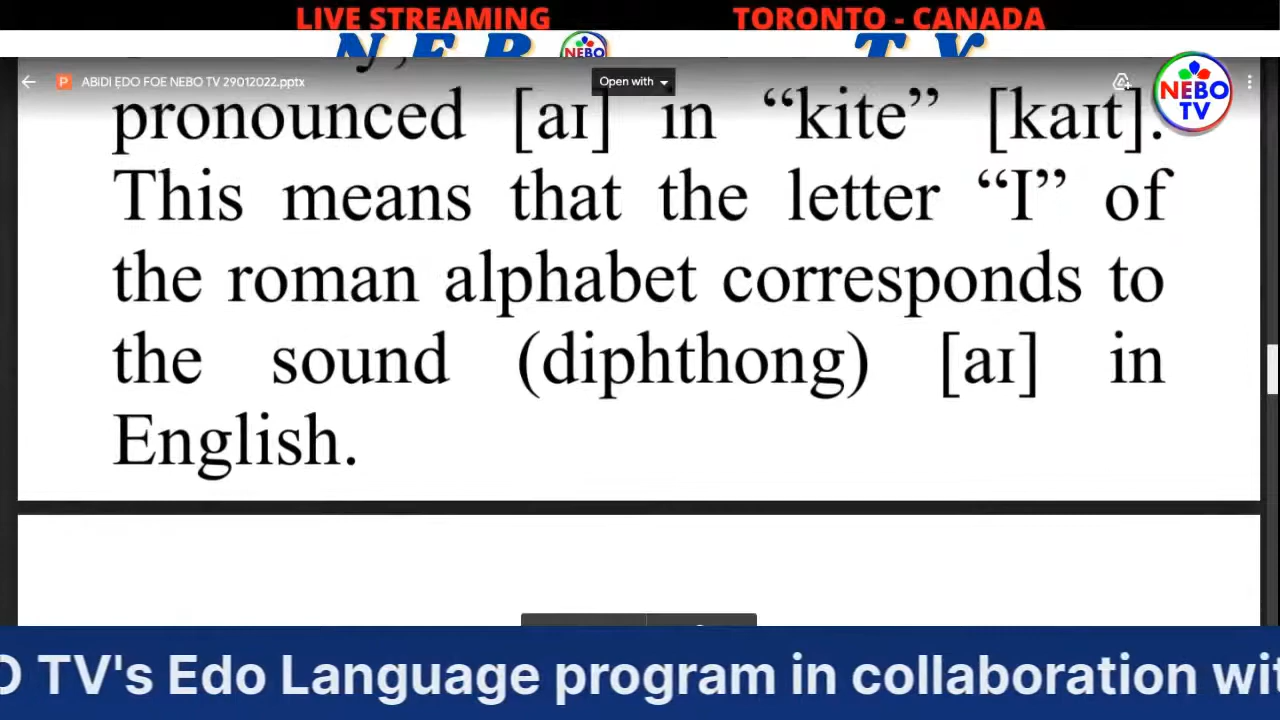 LIVE STREAMING TORONTO - CANADA
NEBO
ABIDI ẸDO FOE NEBO TV 29012022.pptx
Open with
NEBO
TV
pronounced [aɪ] in “kite” [kaɪt].
This means that the letter “I” of
the roman alphabet corresponds to
the sound (diphthong) [aɪ] in
English.
TV's Edo Language program in collaboration